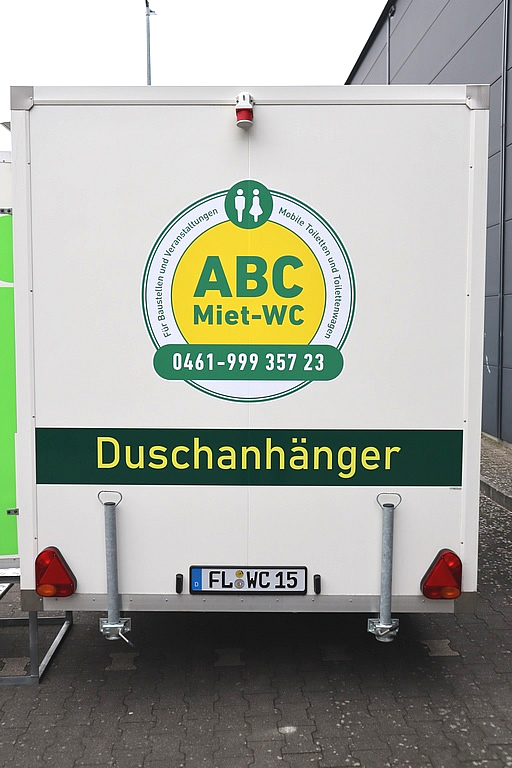 Für Baustellen und Veranstaltungen
Mobile Toiletten und Toilettenwagen
ABC
Miet-WC
0461-999 357 23
Duschanhänger
D
FL WC 15